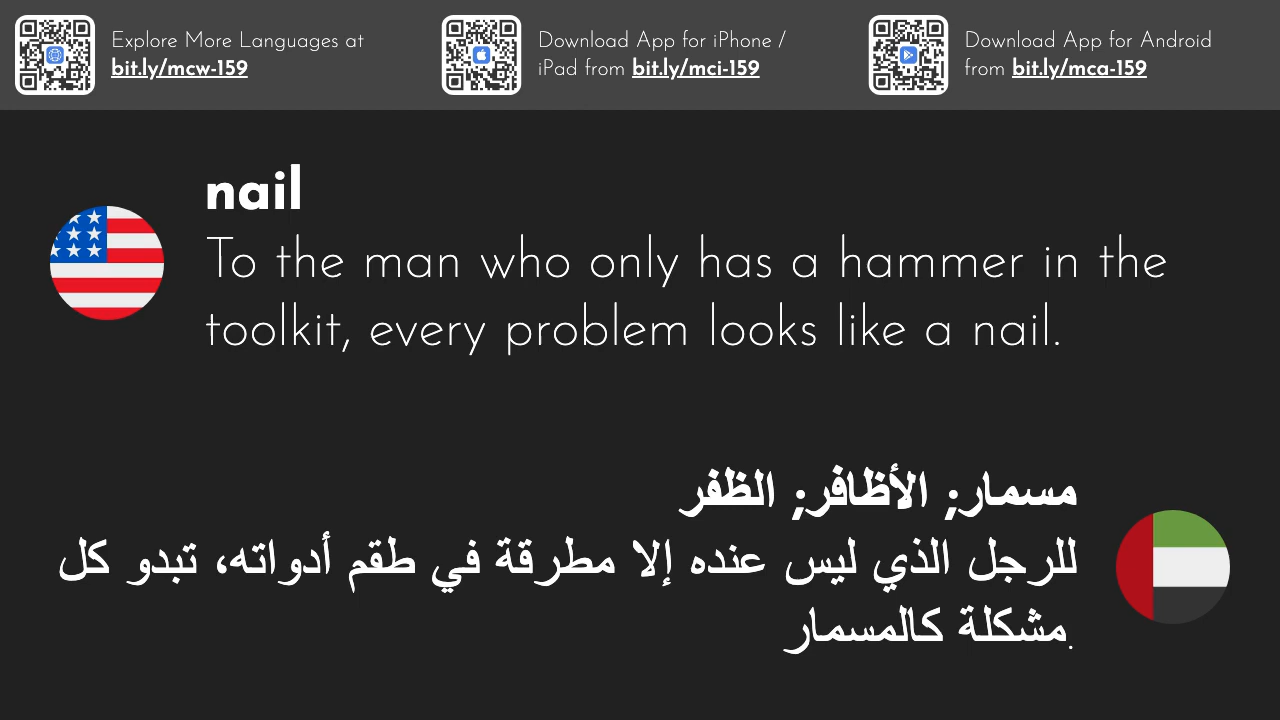 Explore More Languages at
bit.ly/mcw-159
Download App for iPhone /
iPad from bit.ly/mci-159
Download App for Android
from bit.ly/mca-159
nail
To the man who only has a hammer in the
toolkit, every problem looks like a nail.
مسمار; الأظافر; الظفر
للرجل الذي ليس عنده إلا مطرقة في طقم أدواته، تبدو كل
مشكلة كالمسمار.